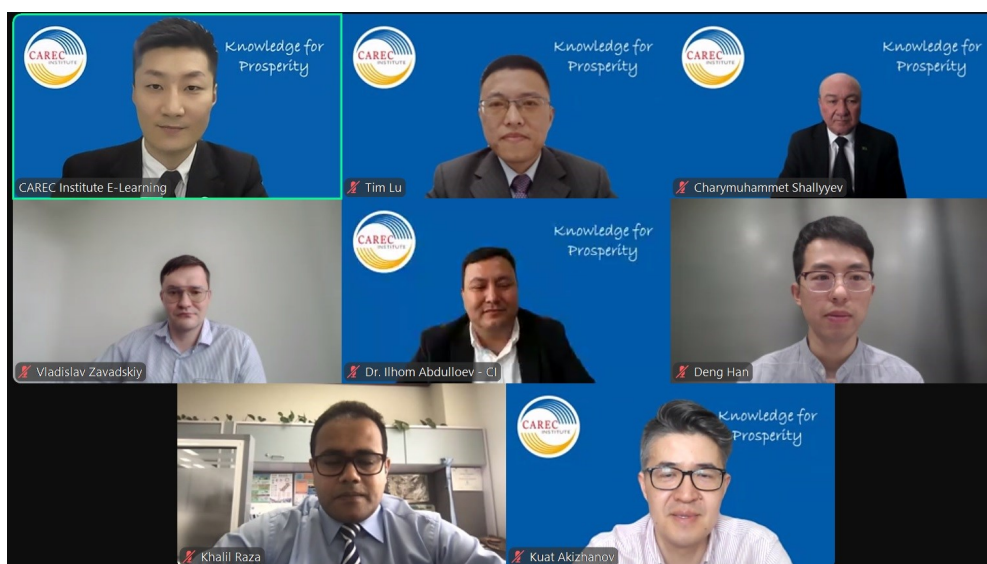 CAREC
INSTITUTE
Knowledge for
Prosperity
CAREC Institute E-Learning
CAREC
INSTITUTE
Knowledge for
Prosperity
Tim Lu
CAREC
INSTITUTE
Knowledge for
Prosperity
Charymuhammet Shallyyev
Vladislav Zavadskiy
CAREC
INSTITUTE
Knowledge for
Prosperity
Dr. Ilhom Abdulloev - CI
Deng Han
Khalil Raza
CAREC
INSTITUTE
Knowledge for
Prosperity
Kuat Akizhanov